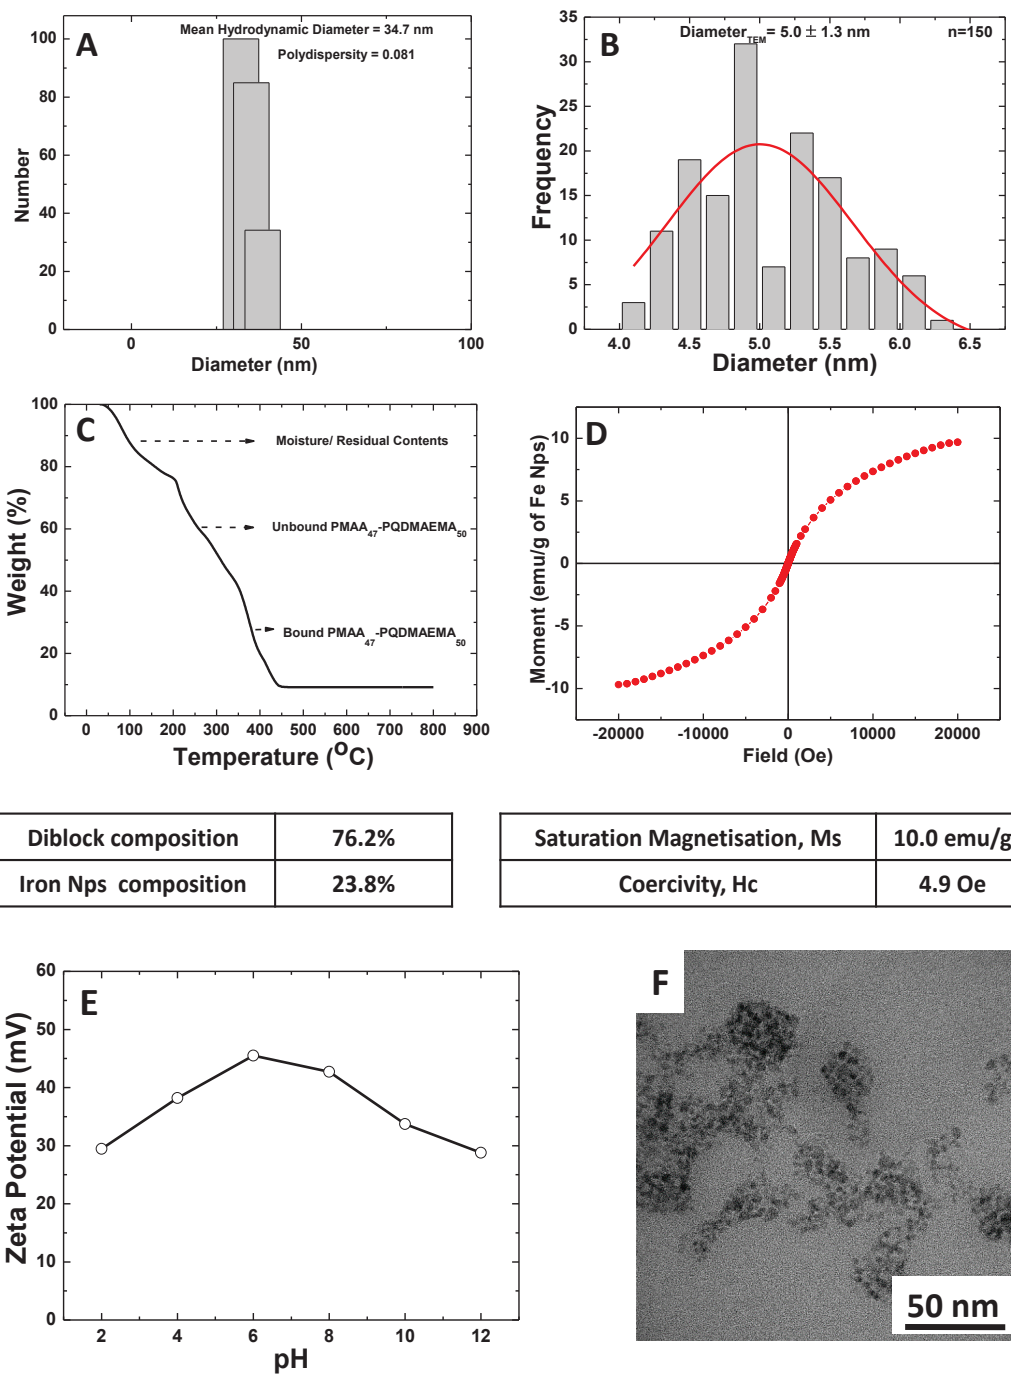 A
Mean Hydrodynamic Diameter = 34.7 nm
Polydispersity = 0.081
Number
100
80
60
40
20
0
0
50
100
Diameter (nm)
B
Diameter TEM = 5.0 ± 1.3 nm
n=150
Frequency
35
30
25
20
15
10
5
0
4.0
4.5
5.0
5.5
6.0
6.5
Diameter (nm)
C
Moisture/ Residual Contents
Unbound PMAA47-PQDMAEMA50
Bound PMAA47-PQDMAEMA50
Weight (%)
100
80
60
40
20
0
0 100 200 300 400 500 600 700 800 900
Temperature (OC)
D
Moment (emu/g of Fe Nps)
10
5
0
-5
-10
-20000 -10000 0 10000 20000
Field (Oe)
Diblock composition 76.2%
Iron Nps composition 23.8%
Saturation Magnetisation, Ms 10.0 emu/g
Coercivity, Hc 4.9 Oe
E
Zeta Potential (mV)
60
50
40
30
20
10
0
2 4 6 8 10 12
pH
F
50 nm